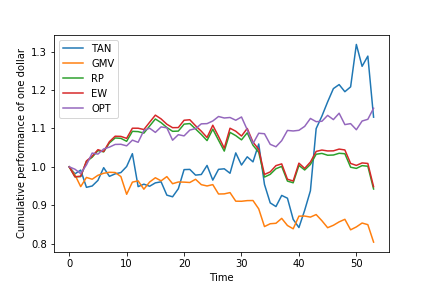 TAN
GMV
RP
EW
OPT
Cumulative performance of one dollar
1.3
1.2
1.1
1.0
0.9
0.8
0 10 20 30 40 50
Time